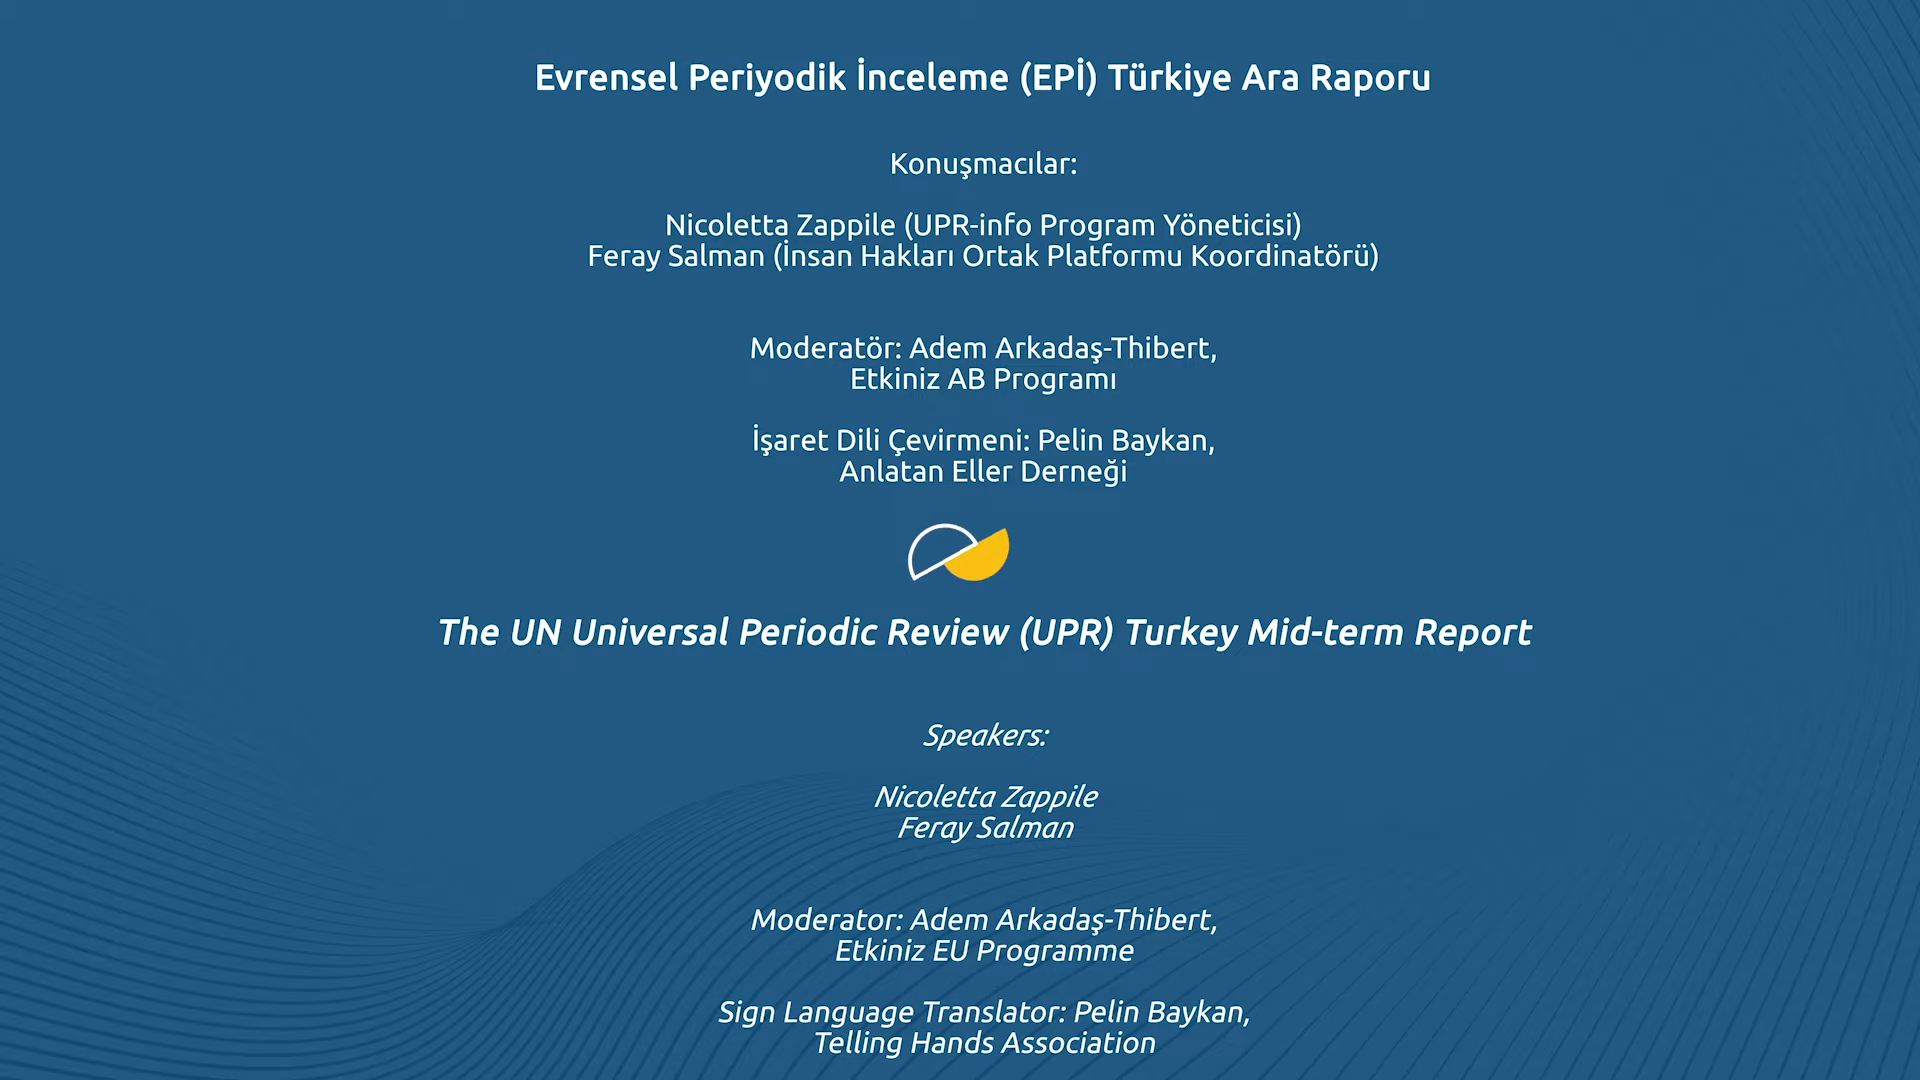 Evrensel Periyodik İnceleme (EPİ) Türkiye Ara Raporu
Konuşmacılar:
Nicoletta Zappile (UPR-info Program Yöneticisi)
Feray Salman (İnsan Hakları Ortak Platformu Koordinatörü)
Moderatör: Adem Arkadaş-Thibert,
Etkiniz AB Programı
İşaret Dili Çevirmeni: Pelin Baykan,
Anlatan Eller Derneği
The UN Universal Periodic Review (UPR) Turkey Mid-term Report
Speakers:
Nicoletta Zappile
Feray Salman
Moderator: Adem Arkadaş-Thibert,
Etkiniz EU Programme
Sign Language Translator: Pelin Baykan,
Telling Hands Association